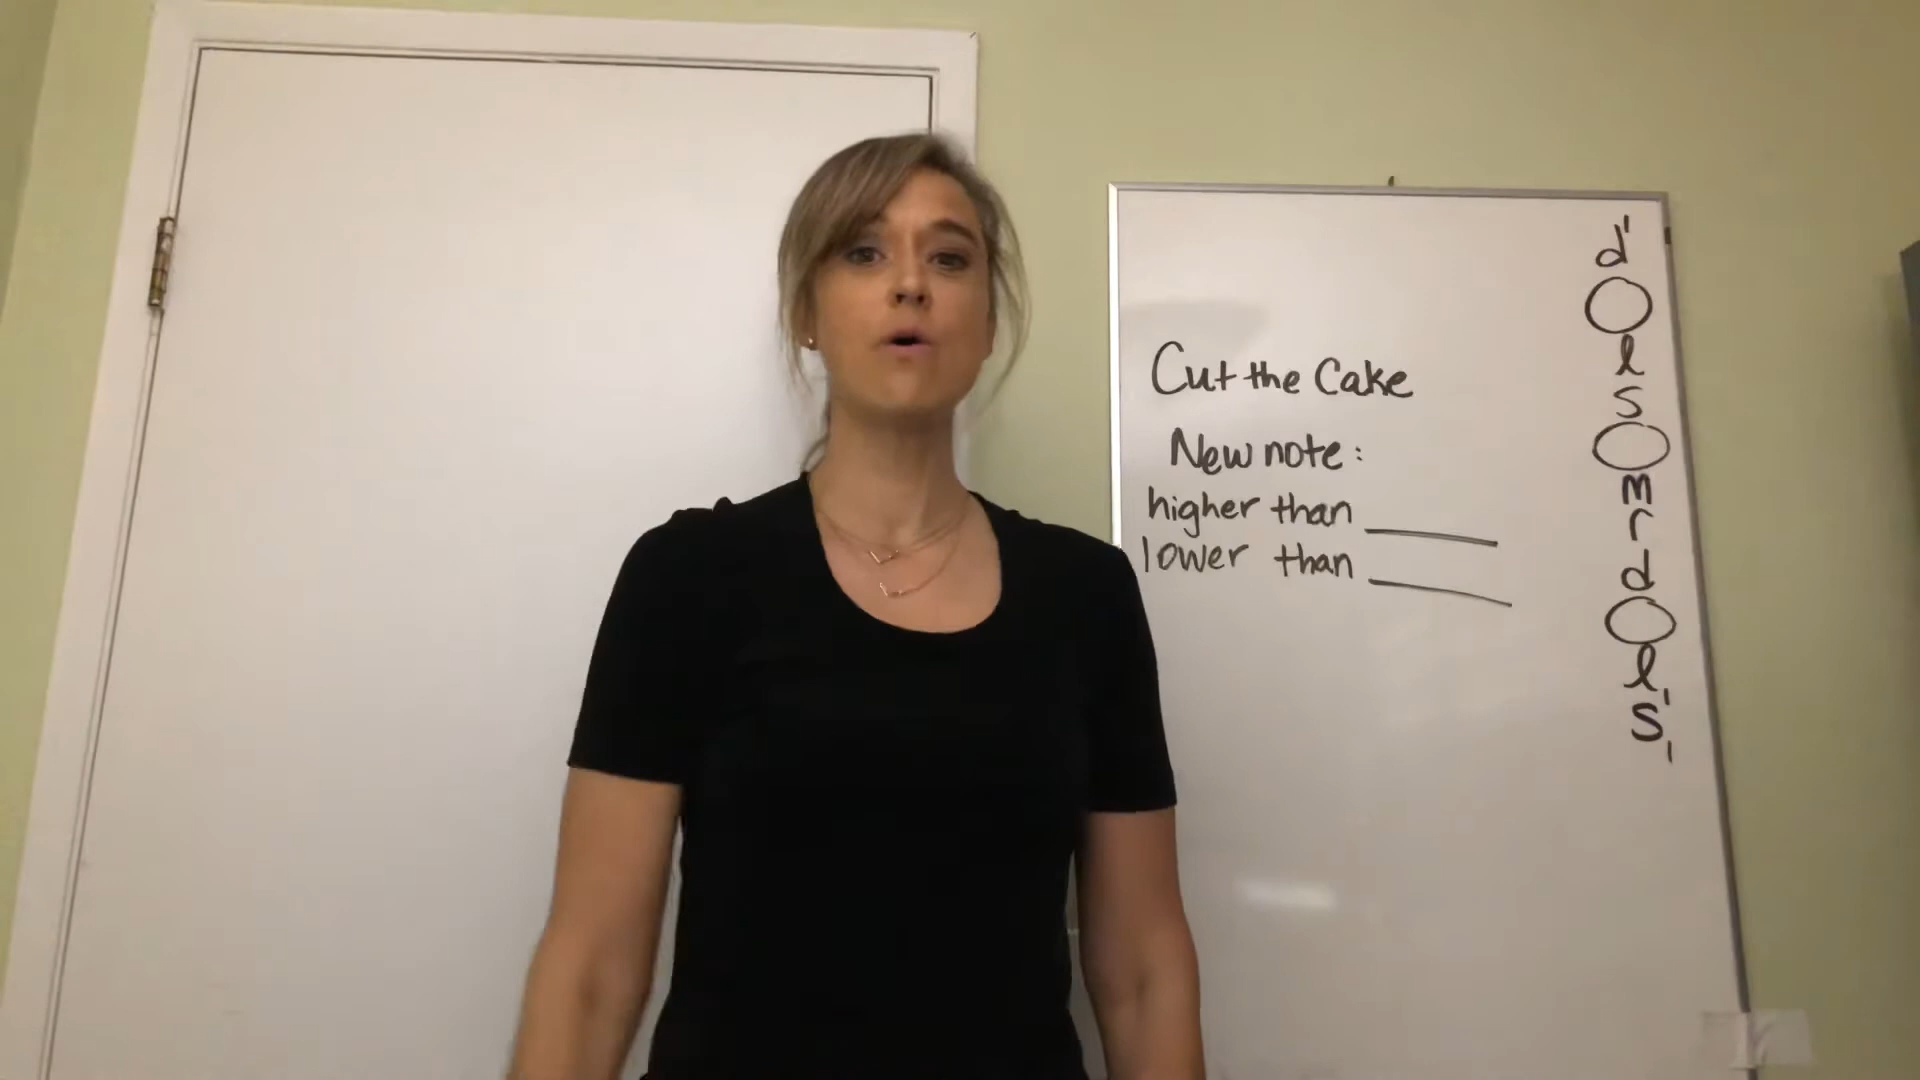 Cut the Cake
New note:
higher than ____
lower than ____
d'
O
l
s
O
m
r
d
O
l,
s,